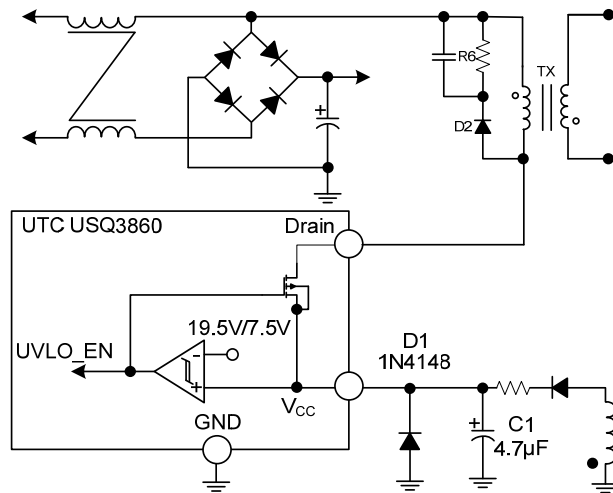 R6
TX
D2
UTC USQ3860
Drain
19.5V/7.5V
D1
1N4148
UVLO_EN
-
+
VCC
GND
+
C1
4.7μF
+